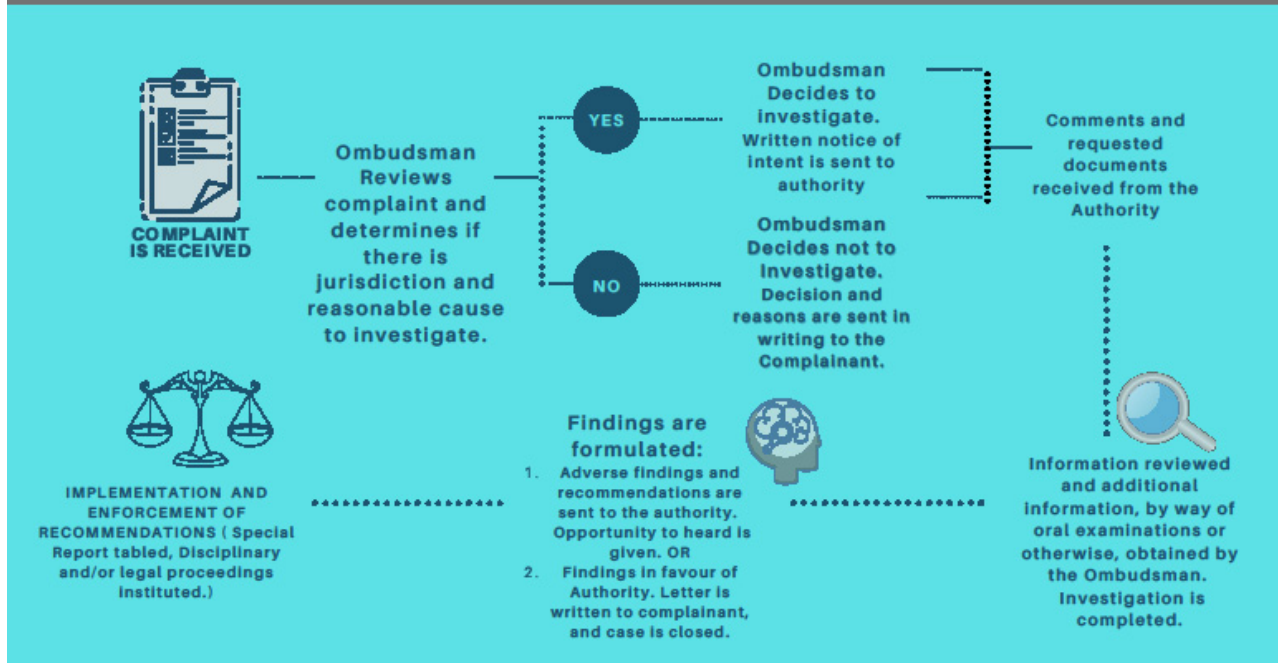 COMPLAINT
IS RECEIVED
Ombudsman
Reviews
complaint and
determines if
there is
jurisdiction and
reasonable cause
to investigate.
YES
Ombudsman
Decides to
investigate.
Written notice of
intent is sent to
authority
NO
Ombudsman
Decides not to
Investigate.
Decision and
reasons are sent in
writing to the
Complainant.
Comments and
requested
documents
received from the
Authority
Information reviewed
and additional
information, by way of
oral examinations or
otherwise, obtained by
the Ombudsman.
Investigation is
completed.
Findings are
formulated:
1. Adverse findings and
recommendations are
sent to the authority.
Opportunity to heard is
given. OR
2. Findings in favour of
Authority. Letter is
written to complainant,
and case is closed.
IMPLEMENTATION AND
ENFORCEMENT OF
RECOMMENDATIONS ( Special
Report tabled, Disciplinary
and/or legal proceedings
instituted.)